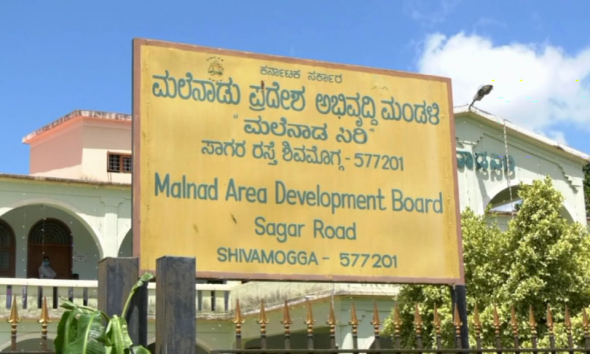 ಕರ್ನಾಟಕ ಸರ್ಕಾರ
ಮಲೆನಾಡು ಪ್ರದೇಶ ಅಭಿವೃದ್ಧಿ ಮಂಡಳಿ
"ಮಲೆನಾಡ ಸಿರಿ"
ಸಾಗರ ರಸ್ತೆ ಶಿವಮೊಗ್ಗ - 577201
Malnad Area Development Board
Sagar Road
SHIVAMOGGA - 577201